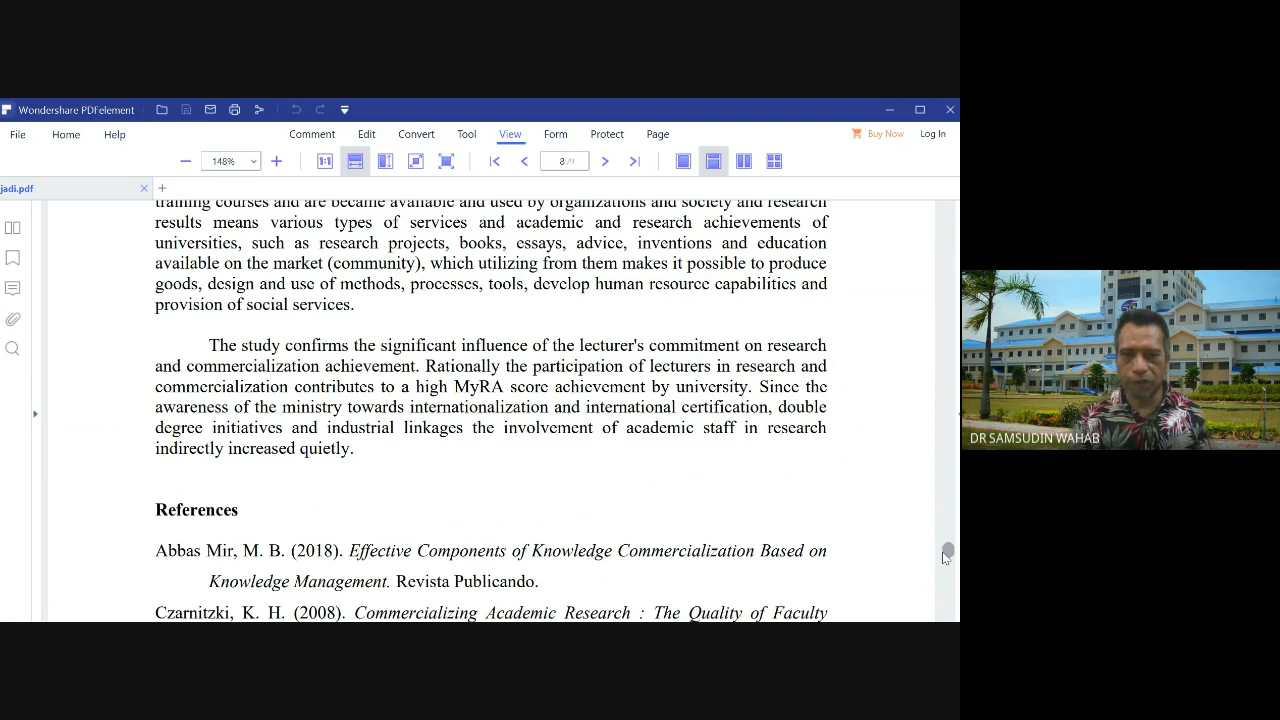 Wondershare PDFelement
File Home Help Comment Edit Convert Tool View Form Protect Page Buy Now Log In
148% 1:1 8 /9
jadi.pdf
training courses and are became available and used by organizations and society and research
results means various types of services and academic and research achievements of
universities, such as research projects, books, essays, advice, inventions and education
available on the market (community), which utilizing from them makes it possible to produce
goods, design and use of methods, processes, tools, develop human resource capabilities and
provision of social services.
The study confirms the significant influence of the lecturer's commitment on research
and commercialization achievement. Rationally the participation of lecturers in research and
commercialization contributes to a high MyRA score achievement by university. Since the
awareness of the ministry towards internationalization and international certification, double
degree initiatives and industrial linkages the involvement of academic staff in research
indirectly increased quietly.
References
Abbas Mir, M. B. (2018). Effective Components of Knowledge Commercialization Based on
Knowledge Management. Revista Publicando.
Czarnitzki, K. H. (2008). Commercializing Academic Research : The Quality of Faculty
DR SAMSUDIN WAHAB